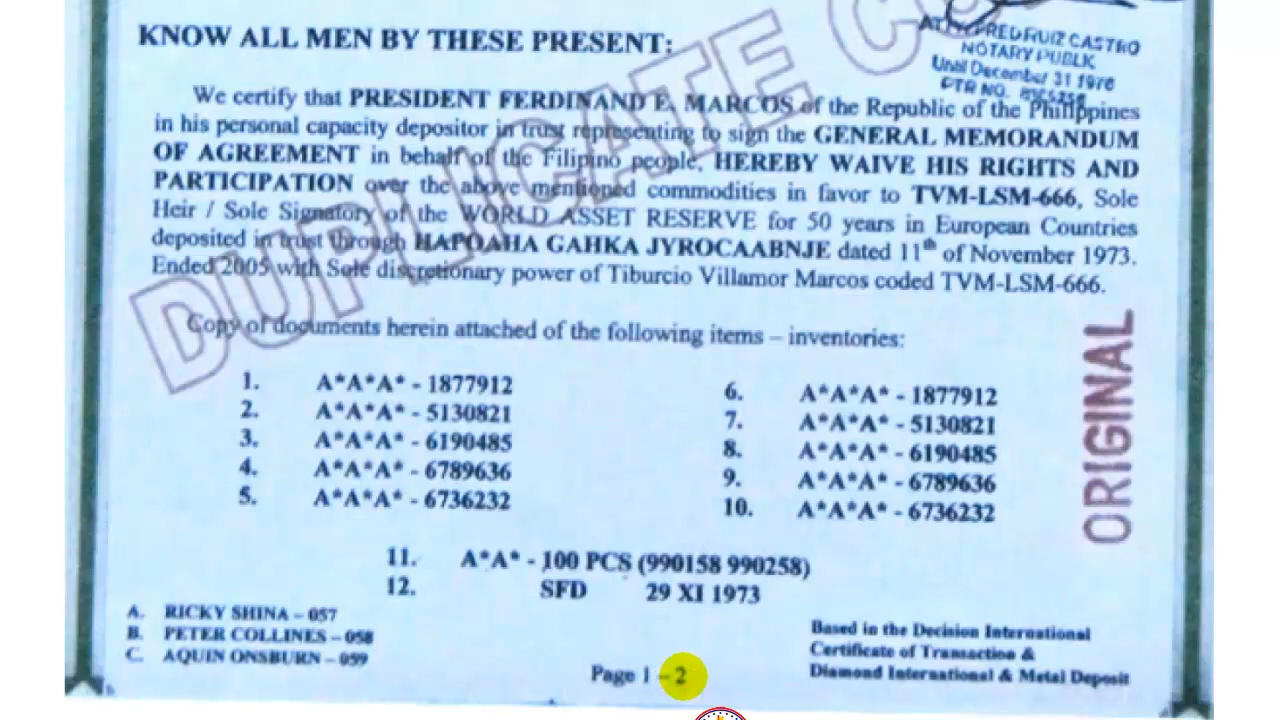 KNOW ALL MEN BY THESE PRESENT:
FRED RUIZ CASTRO
NOTARY PUBLIC
Until December 31 1976
PTR NO.
We certify that PRESIDENT FERDINAND E. MARCOS of the Republic of the Philippines
in his personal capacity depositor in trust representing to sign the GENERAL MEMORANDUM
OF AGREEMENT in behalf of the Filipino people, HEREBY WAIVE HIS RIGHTS AND
PARTICIPATION over the above mentioned commodities in favor to TVM-LSM-666, Sole
Heir / Sole Signatory of the WORLD ASSET RESERVE for 50 years in European Countries
deposited in trust through HAPOAHA GAHKA JYROCAABNJE dated 11th of November 1973.
Ended 2005 with Sole discretionary power of Tiburcio Villamor Marcos coded TVM-LSM-666.
DUPLICATE
Copy of documents herein attached of the following items – inventories:
1. A*A*A* - 1877912
2. A*A*A* - 5130821
3. A*A*A* - 6190485
4. A*A*A* - 6789636
5. A*A*A* - 6736232
6. A*A*A* - 1877912
7. A*A*A* - 5130821
8. A*A*A* - 6190485
9. A*A*A* - 6789636
10. A*A*A* - 6736232
ORIGINAL
11. A*A* - 100 PCS (990158 990258)
12. SFD 29 XI 1973
A. RICKY SHINA – 057
B. PETER COLLINES – 058
C. AQUIN ONSBURN – 059
Based in the Decision International
Certificate of Transaction &
Diamond International & Metal Deposit
Page 1 – 2